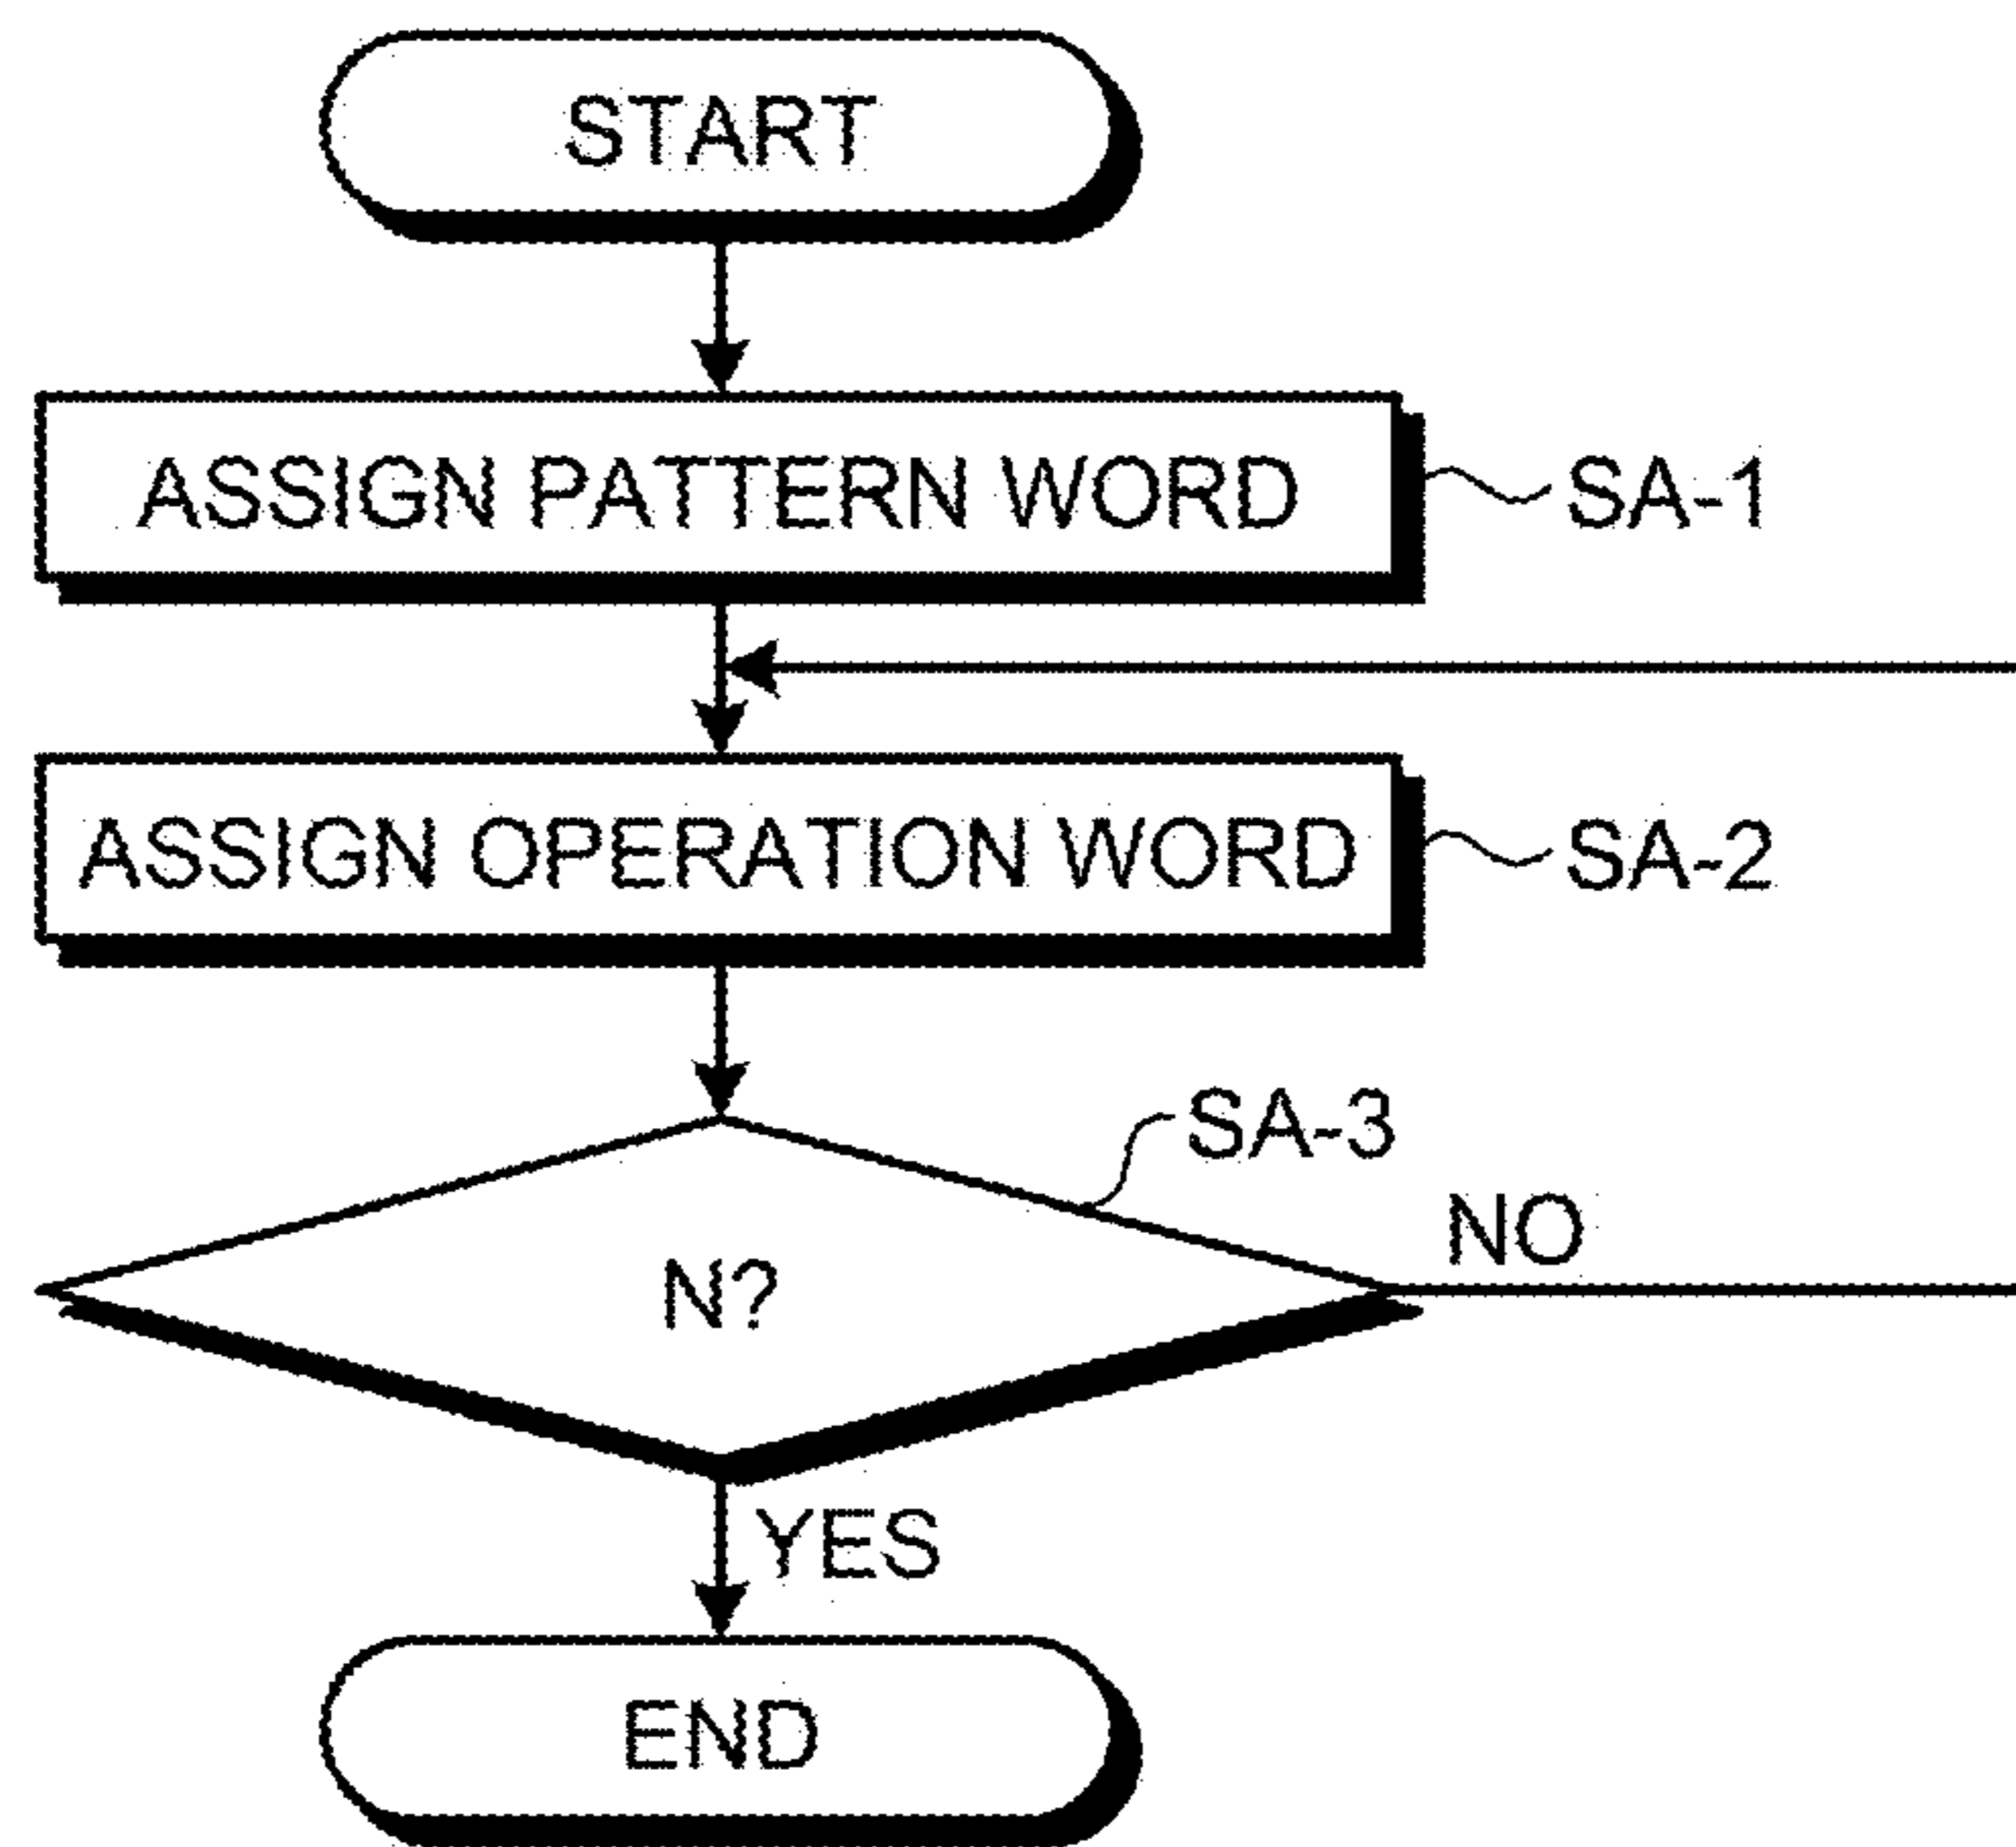 START
ASSIGN PATTERN WORD
SA-1
ASSIGN OPERATION WORD
SA-2
SA-3
NO
N?
YES
END